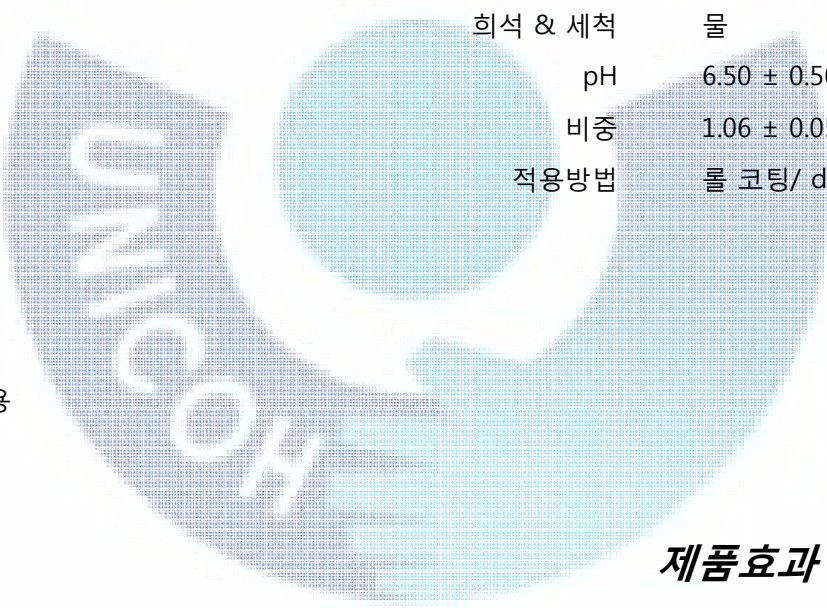 희석 & 세척 물
pH 6.50 ± 0.50
비중 1.06 ± 0.05
적용방법 롤 코팅/ d
UNICOH
용
제품효과